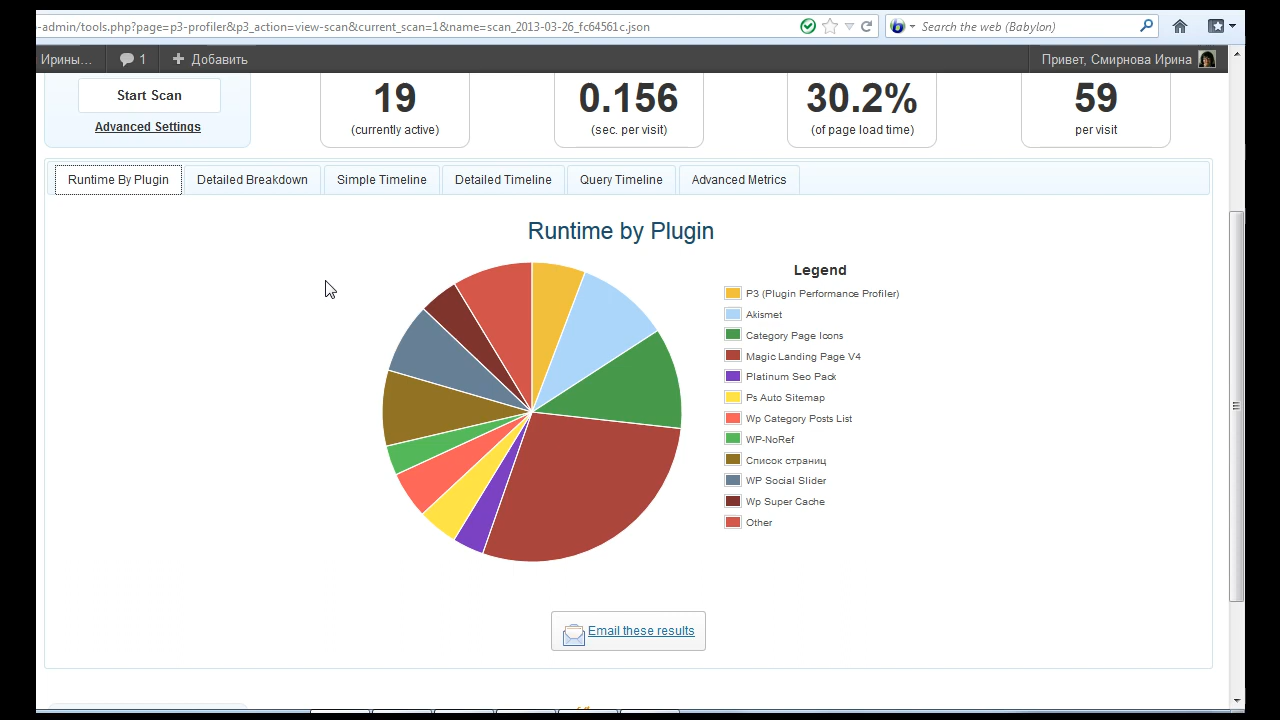 -admin/tools.php?page=p3-profiler&p3_action=view-scan&current_scan=1&name=scan_2013-03-26_fc64561c.json
Search the web (Babylon)
Ирины... 1 + Добавить Привет, Смирнова Ирина
Start Scan
Advanced Settings
19
(currently active)
0.156
(sec. per visit)
30.2%
(of page load time)
59
per visit
Runtime By Plugin Detailed Breakdown Simple Timeline Detailed Timeline Query Timeline Advanced Metrics
Runtime by Plugin
Legend
P3 (Plugin Performance Profiler)
Akismet
Category Page Icons
Magic Landing Page V4
Platinum Seo Pack
Ps Auto Sitemap
Wp Category Posts List
WP-NoRef
Список страниц
WP Social Slider
Wp Super Cache
Other
Email these results